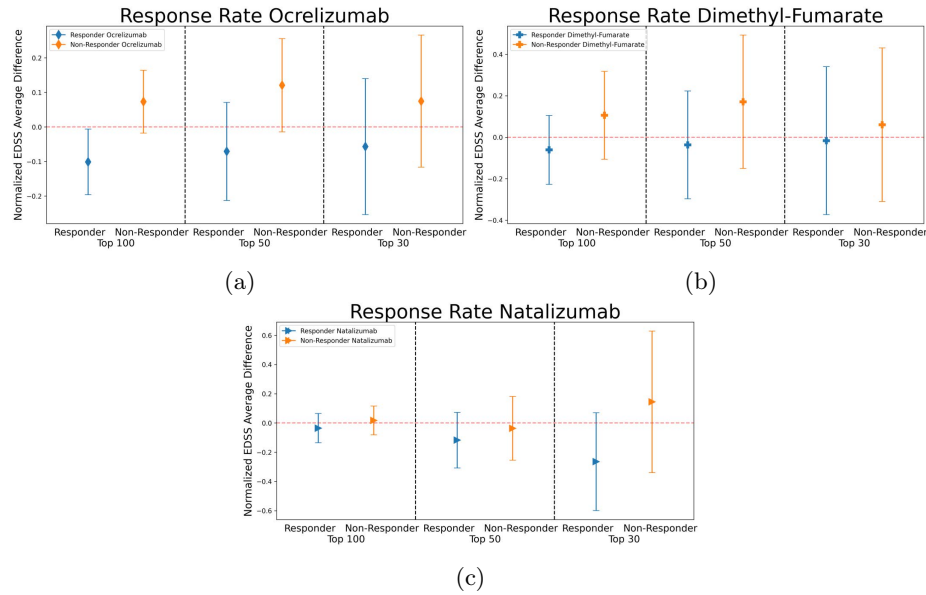 Response Rate Ocrelizumab
Normalized EDSS Average Difference
Responder Ocrelizumab
Non-Responder Ocrelizumab
0.2
0.1
0.0
−0.1
−0.2
Responder Non-Responder Responder Non-Responder Responder Non-Responder
Top 100 Top 50 Top 30
(a)
Response Rate Dimethyl-Fumarate
Normalized EDSS Average Difference
Responder Dimethyl-Fumarate
Non-Responder Dimethyl-Fumarate
0.4
0.2
0.0
−0.2
−0.4
Responder Non-Responder Responder Non-Responder Responder Non-Responder
Top 100 Top 50 Top 30
(b)
Response Rate Natalizumab
Normalized EDSS Average Difference
Responder Natalizumab
Non-Responder Natalizumab
0.6
0.4
0.2
0.0
−0.2
−0.4
−0.6
Responder Non-Responder Responder Non-Responder Responder Non-Responder
Top 100 Top 50 Top 30
(c)